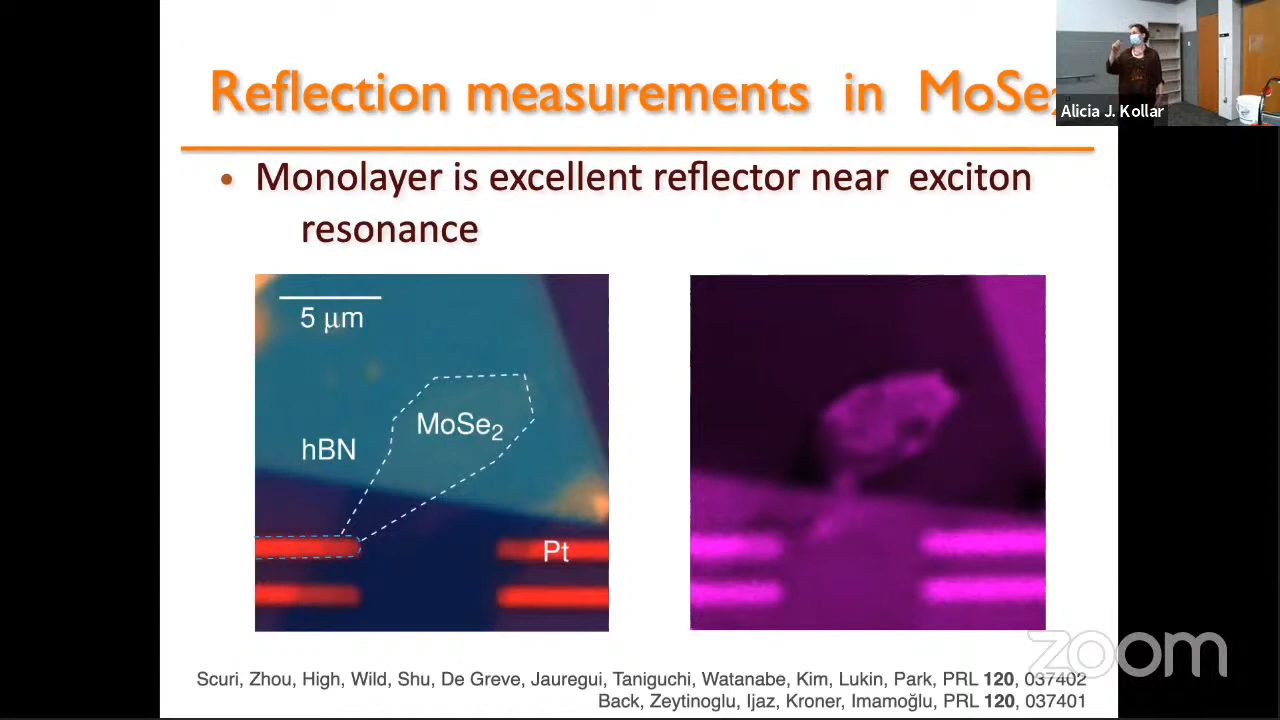 Reflection measurements in MoSe₂
Alicia J. Kollar
• Monolayer is excellent reflector near exciton
resonance
5 μm
MoSe₂
hBN
Pt
zoom
Scuri, Zhou, High, Wild, Shu, De Greve, Jauregui, Taniguchi, Watanabe, Kim, Lukin, Park, PRL 120, 037402
Back, Zeytinoglu, Ijaz, Kroner, Imamoğlu, PRL 120, 037401